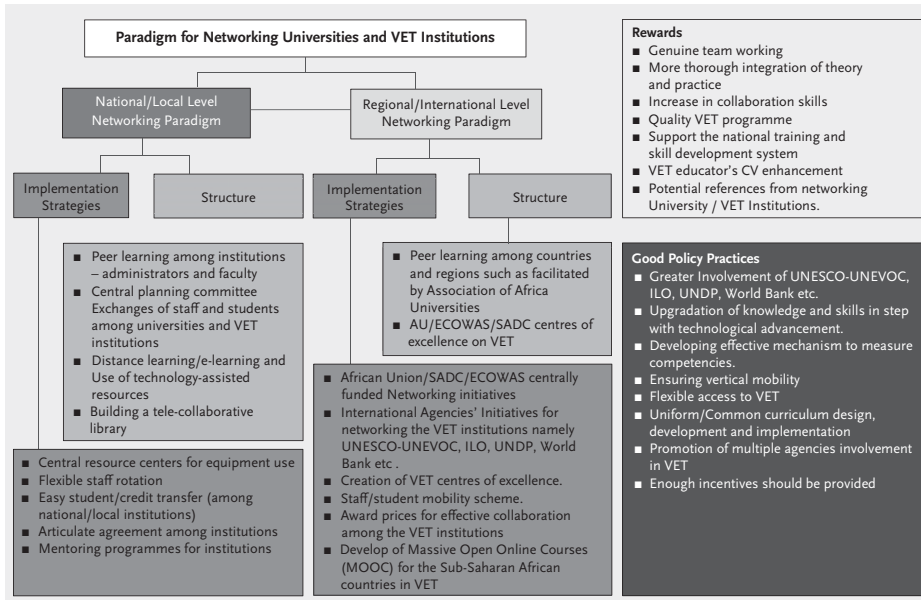 Paradigm for Networking Universities and VET Institutions
National/Local Level
Networking Paradigm
Regional/International Level
Networking Paradigm
Implementation
Strategies
Structure
Implementation
Strategies
Structure
■ Peer learning among institutions
– administrators and faculty
■ Central planning committee
Exchanges of staff and students
among universities and VET
institutions
■ Distance learning/e-learning and
Use of technology-assisted
resources
■ Building a tele-collaborative
library
■ Central resource centers for equipment use
■ Flexible staff rotation
■ Easy student/credit transfer (among
national/local institutions)
■ Articulate agreement among institutions
■ Mentoring programmes for institutions
■ Peer learning among countries
and regions such as facilitated
by Association of Africa
Universities
■ AU/ECOWAS/SADC centres of
excellence on VET
■ African Union/SADC/ECOWAS centrally
funded Networking initiatives
■ International Agencies’ Initiatives for
networking the VET institutions namely
UNESCO-UNEVOC, ILO, UNDP, World
Bank etc .
■ Creation of VET centres of excellence.
■ Staff/student mobility scheme.
■ Award prices for effective collaboration
among the VET institutions
■ Develop of Massive Open Online Courses
(MOOC) for the Sub-Saharan African
countries in VET
Rewards
■ Genuine team working
■ More thorough integration of theory
and practice
■ Increase in collaboration skills
■ Quality VET programme
■ Support the national training and
skill development system
■ VET educator’s CV enhancement
■ Potential references from networking
University / VET Institutions.
Good Policy Practices
■ Greater Involvement of UNESCO-UNEVOC,
ILO, UNDP, World Bank etc.
■ Upgradation of knowledge and skills in step
with technological advancement.
■ Developing effective mechanism to measure
competencies.
■ Ensuring vertical mobility
■ Flexible access to VET
■ Uniform/Common curriculum design,
development and implementation
■ Promotion of multiple agencies involvement
in VET
■ Enough incentives should be provided